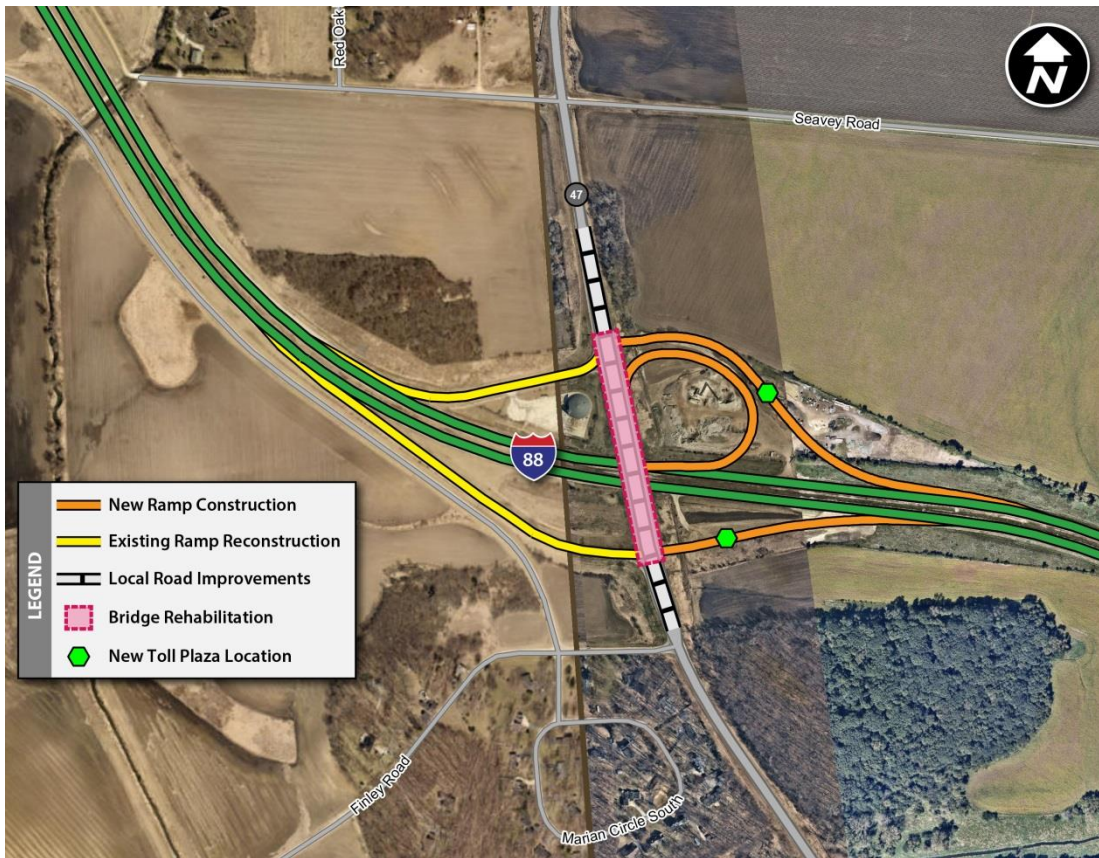 Red Oak
N
Seavey Road
47
88
LEGEND
New Ramp Construction
Existing Ramp Reconstruction
Local Road Improvements
Bridge Rehabilitation
New Toll Plaza Location
Finley Road
Marian Circle South